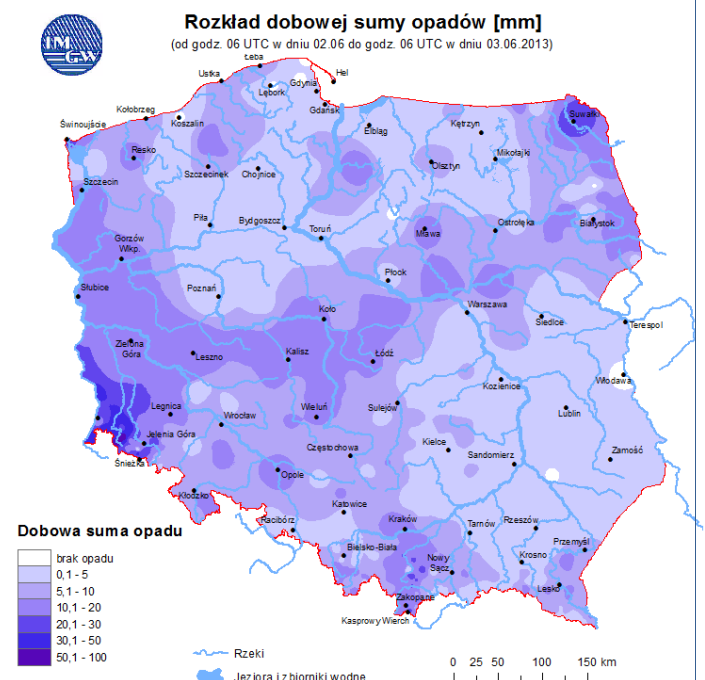 Rozkład dobowej sumy opadów [mm]
(od godz. 06 UTC w dniu 02.06 do godz. 06 UTC w dniu 03.06.2013)
IM
GW
Łeba
Ustka
Hel
Lębork
Gdynia
Gdańsk
Kołobrzeg
Koszalin
Świnoujście
Elbląg
Kętrzyn
Suwałki
Resko
Mikołajki
Szczecinek
Chojnice
Olsztyn
Szczecin
Piła
Bydgoszcz
Toruń
Mława
Ostrołęka
Białystok
Gorzów
Wlkp.
Płock
Słubice
Poznań
Koło
Warszawa
Siedlce
Terespol
Zielona
Góra
Leszno
Kalisz
Łódź
Kozienice
Włodawa
Legnica
Wrocław
Wieluń
Sulejów
Lublin
Jelenia Góra
Częstochowa
Kielce
Sandomierz
Zamość
Śnieżka
Opole
Kłodzko
Katowice
Racibórz
Kraków
Tarnów
Rzeszów
Przemyśl
Bielsko-Biała
Nowy
Sącz
Krosno
Lesko
Zakopane
Kasprowy Wierch
Dobowa suma opadu
brak opadu
0,1 - 5
5,1 - 10
10,1 - 20
20,1 - 30
30,1 - 50
50,1 - 100
Rzeki
Jeziora i zbiorniki wodne
0 25 50 100 150 km